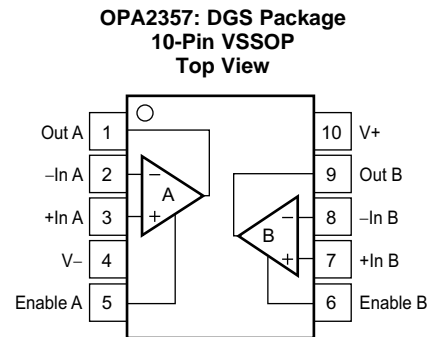 OPA2357: DGS Package
10-Pin VSSOP
Top View
Out A 1
10 V+
–In A 2
– A +
9 Out B
+In A 3
8 –In B
– B +
V– 4
7 +In B
Enable A 5
6 Enable B